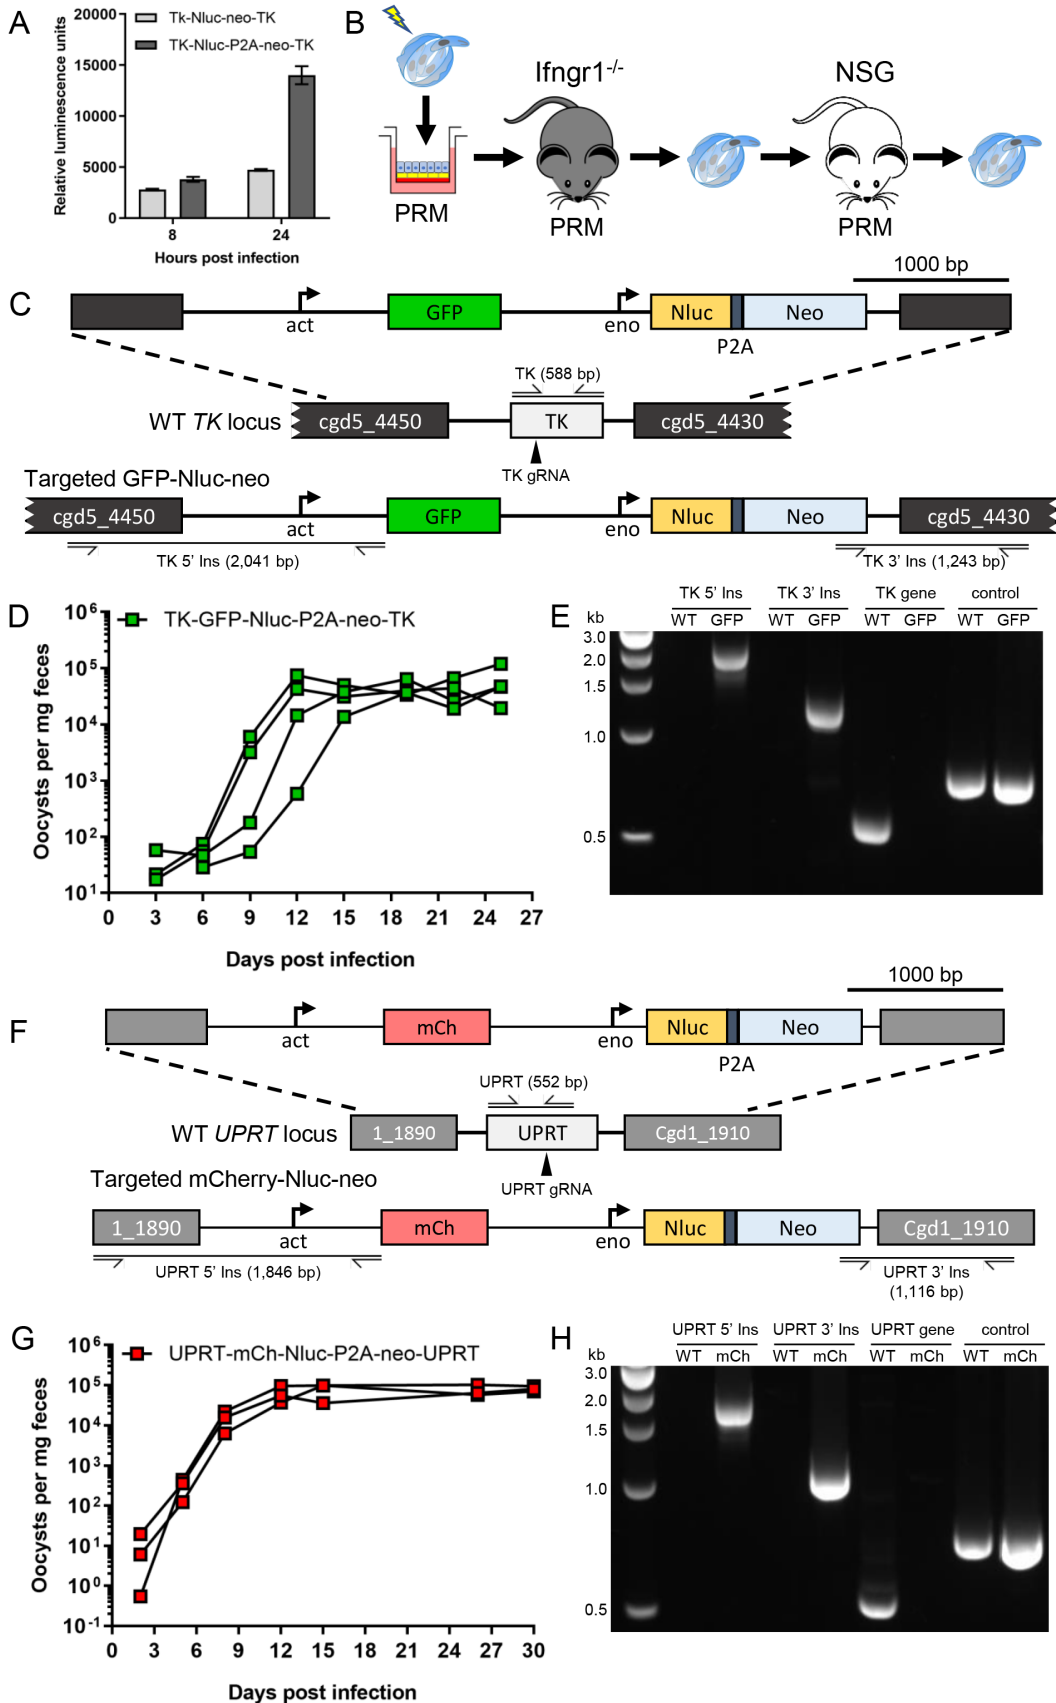 A
Tk-Nluc-neo-TK
TK-Nluc-P2A-neo-TK
Relative luminescence units
20000
15000
10000
5000
0
8
24
Hours post infection
B
Ifngr1-/-
NSG
PRM
PRM
PRM
C
1000 bp
act
GFP
eno
Nluc
Neo
P2A
TK (588 bp)
WT TK locus
cgd5_4450
TK
cgd5_4430
TK gRNA
Targeted GFP-Nluc-neo
cgd5_4450
act
GFP
eno
Nluc
Neo
cgd5_4430
TK 5' Ins (2,041 bp)
TK 3' Ins (1,243 bp)
D
TK-GFP-Nluc-P2A-neo-TK
Oocysts per mg feces
10^6
10^5
10^4
10^3
10^2
10^1
0 3 6 9 12 15 18 21 24 27
Days post infection
E
TK 5' Ins TK 3' Ins TK gene control
kb WT GFP WT GFP WT GFP WT GFP
3.0
2.0
1.5
1.0
0.5
F
1000 bp
act
mCh
eno
Nluc
Neo
P2A
UPRT (552 bp)
WT UPRT locus
1_1890
UPRT
Cgd1_1910
UPRT gRNA
Targeted mCherry-Nluc-neo
1_1890
act
mCh
eno
Nluc
Neo
Cgd1_1910
UPRT 5' Ins (1,846 bp)
UPRT 3' Ins
(1,116 bp)
G
UPRT-mCh-Nluc-P2A-neo-UPRT
Oocysts per mg feces
10^6
10^5
10^4
10^3
10^2
10^1
10^0
10^-1
0 3 6 9 12 15 18 21 24 27 30
Days post infection
H
UPRT 5' Ins UPRT 3' Ins UPRT gene control
kb WT mCh WT mCh WT mCh WT mCh
3.0
2.0
1.5
1.0
0.5